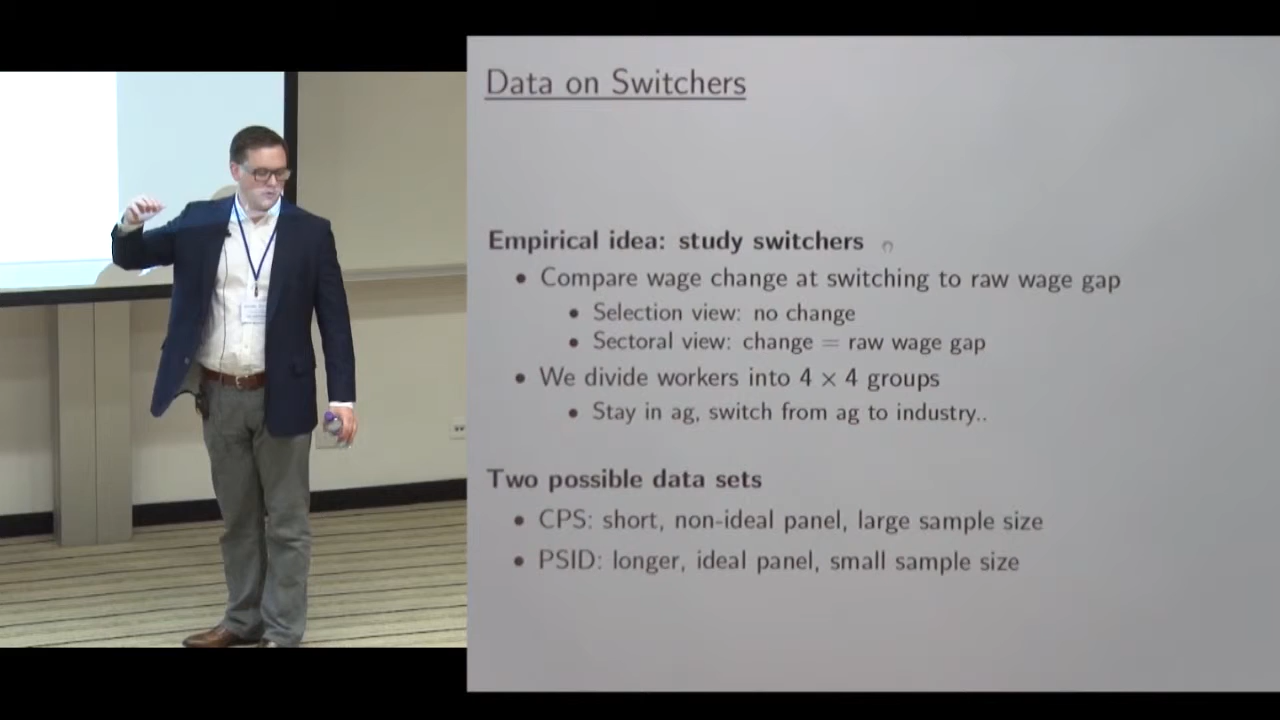 Data on Switchers
Empirical idea: study switchers
• Compare wage change at switching to raw wage gap
• Selection view: no change
• Sectoral view: change = raw wage gap
• We divide workers into 4 × 4 groups
• Stay in ag, switch from ag to industry..
Two possible data sets
• CPS: short, non-ideal panel, large sample size
• PSID: longer, ideal panel, small sample size